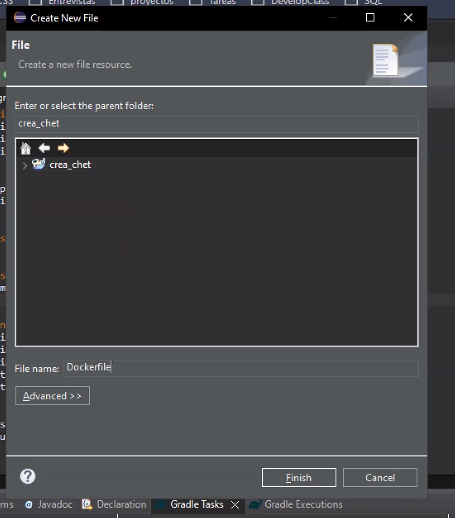 Entrevistas proyectos Tareas DevelopClass SQL
Create New File
File
Create a new file resource.
Enter or select the parent folder:
crea_chet
crea_chet
File name: Dockerfile
Advanced >>
Finish Cancel
ms Javadoc Declaration Gradle Tasks Gradle Executions